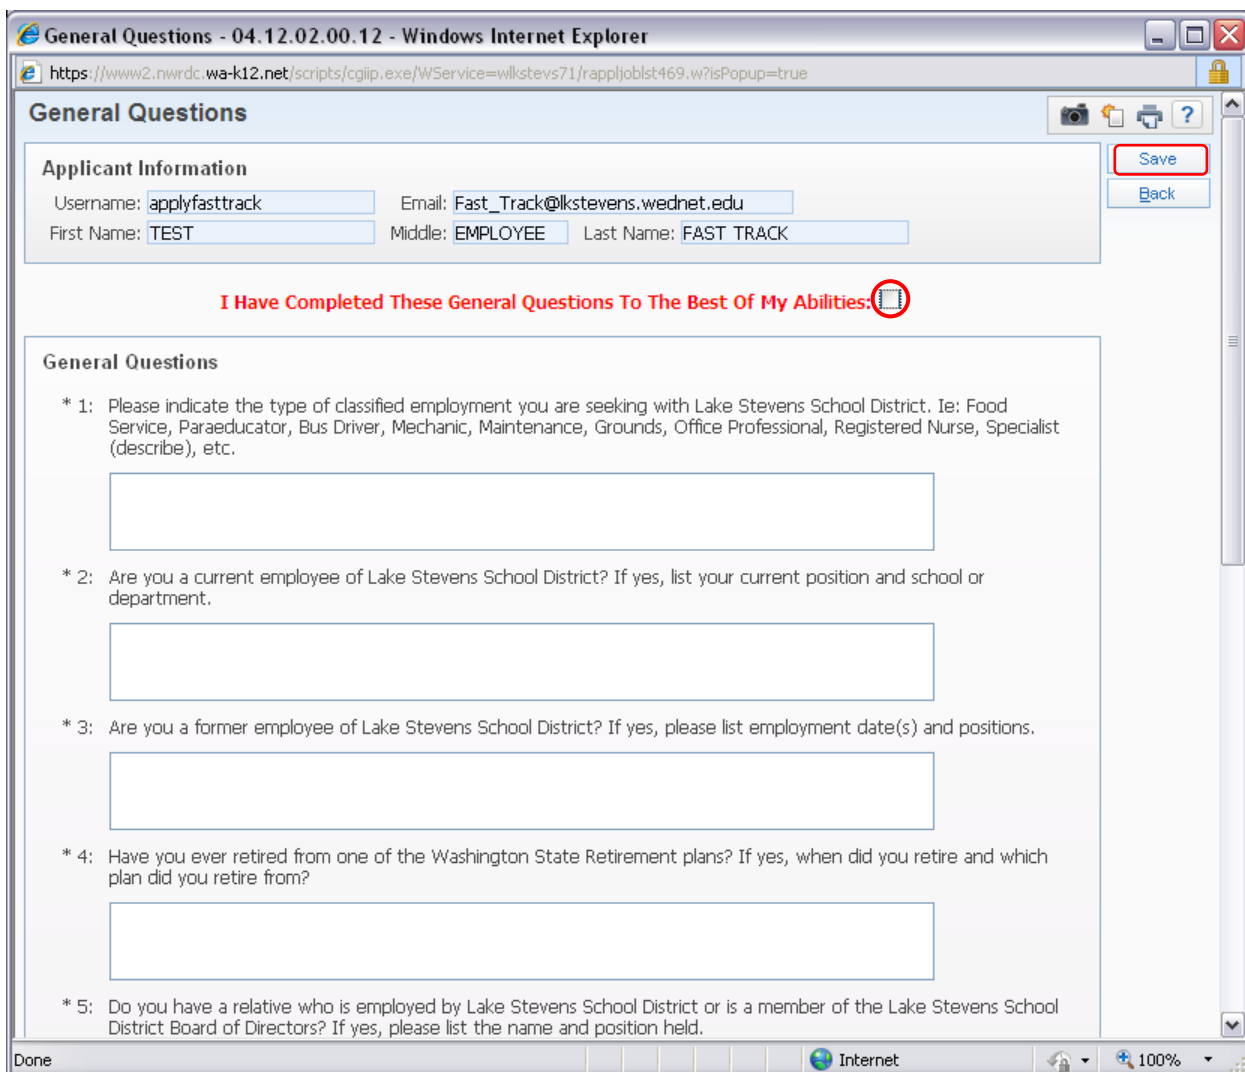 General Questions - 04.12.02.00.12 - Windows Internet Explorer
https://www2.nwrdc.wa-k12.net/scripts/cgiip.exe/WService=wlkstevs71/rappljoblst469.w?isPopup=true
General Questions
?
Applicant Information
Save
Username: applyfasttrack Email: Fast_Track@lkstevens.wednet.edu
Back
First Name: TEST Middle: EMPLOYEE Last Name: FAST TRACK
I Have Completed These General Questions To The Best Of My Abilities:
General Questions
* 1: Please indicate the type of classified employment you are seeking with Lake Stevens School District. Ie: Food
Service, Paraeducator, Bus Driver, Mechanic, Maintenance, Grounds, Office Professional, Registered Nurse, Specialist
(describe), etc.
* 2: Are you a current employee of Lake Stevens School District? If yes, list your current position and school or
department.
* 3: Are you a former employee of Lake Stevens School District? If yes, please list employment date(s) and positions.
* 4: Have you ever retired from one of the Washington State Retirement plans? If yes, when did you retire and which
plan did you retire from?
* 5: Do you have a relative who is employed by Lake Stevens School District or is a member of the Lake Stevens School
District Board of Directors? If yes, please list the name and position held.
Done Internet 100%